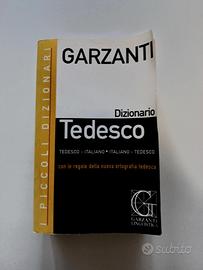 GARZANTI
I PICCOLI DIZIONARI
Dizionario
Tedesco
TEDESCO > ITALIANO • ITALIANO > TEDESCO
con le regole della nuova ortografia tedesca
G
GARZANTI
LINGUISTICA
subito